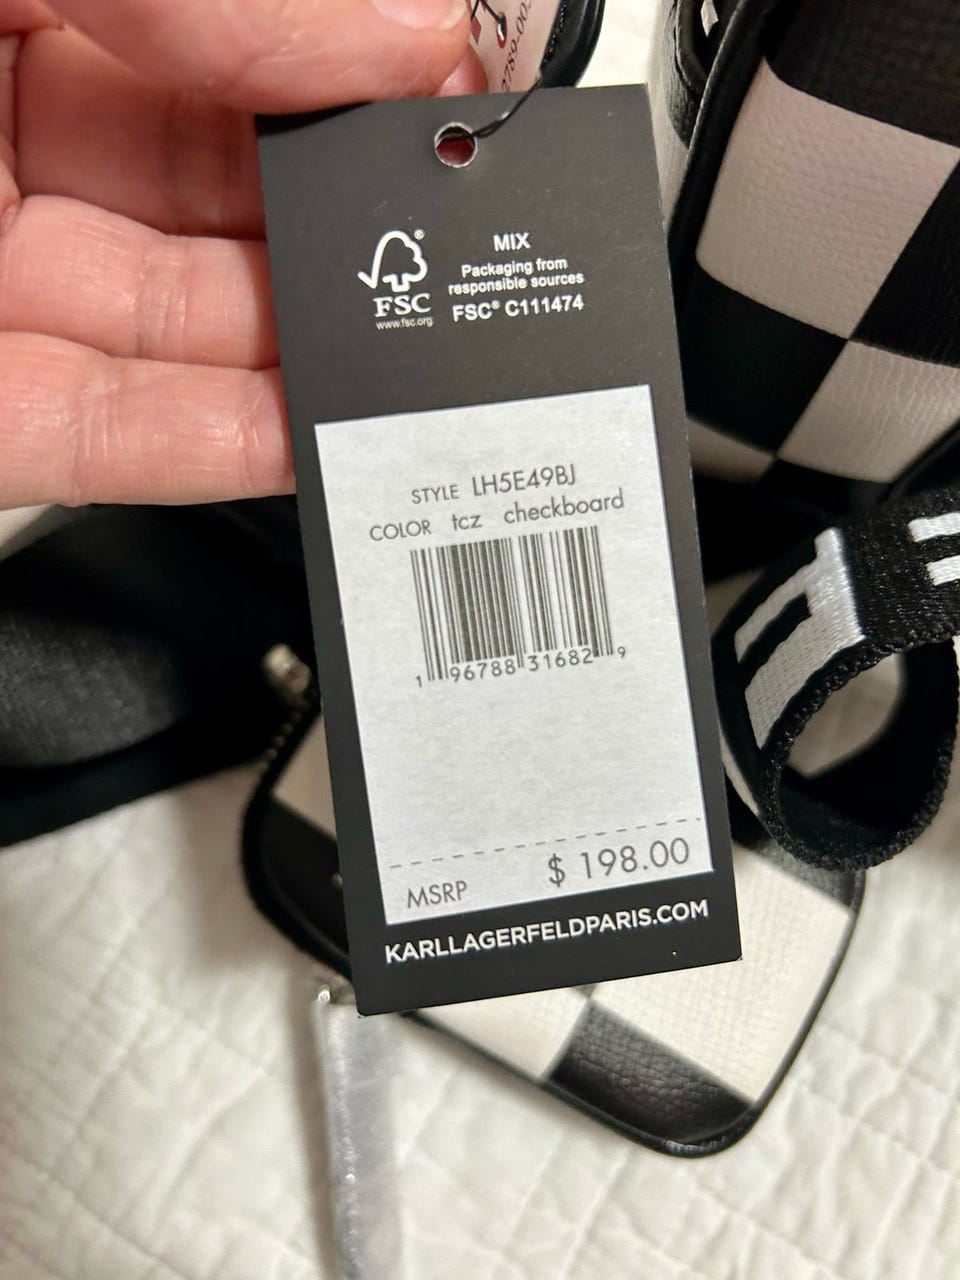 MIX
Packaging from
responsible sources
FSC® C111474
FSC
www.fsc.org
STYLE LH5E49BJ
COLOR tcz checkboard
1 96788 31682 9
MSRP $ 198.00
KARLLAGERFELDPARIS.COM